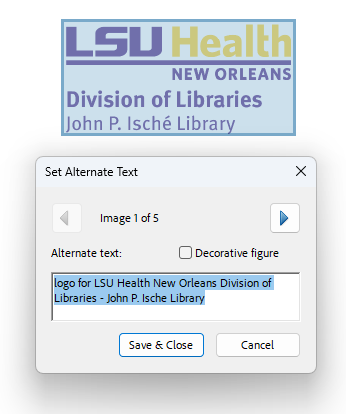 LSU Health
NEW ORLEANS
Division of Libraries
John P. Isché Library
Set Alternate Text
Image 1 of 5
Alternate text:
Decorative figure
logo for LSU Health New Orleans Division of
Libraries - John P. Ische Library
Save & Close
Cancel